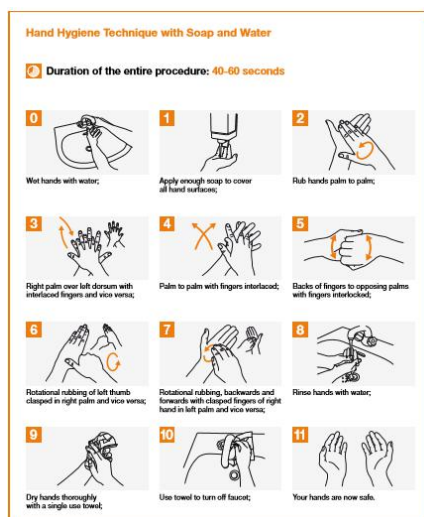 Hand Hygiene Technique with Soap and Water
Duration of the entire procedure: 40-60 seconds
0
Wet hands with water;
1
Apply enough soap to cover
all hand surfaces;
2
Rub hands palm to palm;
3
Right palm over left dorsum with
interlaced fingers and vice versa;
4
Palm to palm with fingers interlaced;
5
Backs of fingers to opposing palms
with fingers interlocked;
6
Rotational rubbing of left thumb
clasped in right palm and vice versa;
7
Rotational rubbing, backwards and
forwards with clasped fingers of right
hand in left palm and vice versa;
8
Rinse hands with water;
9
Dry hands thoroughly
with a single use towel;
10
Use towel to turn off faucet;
11
Your hands are now safe.